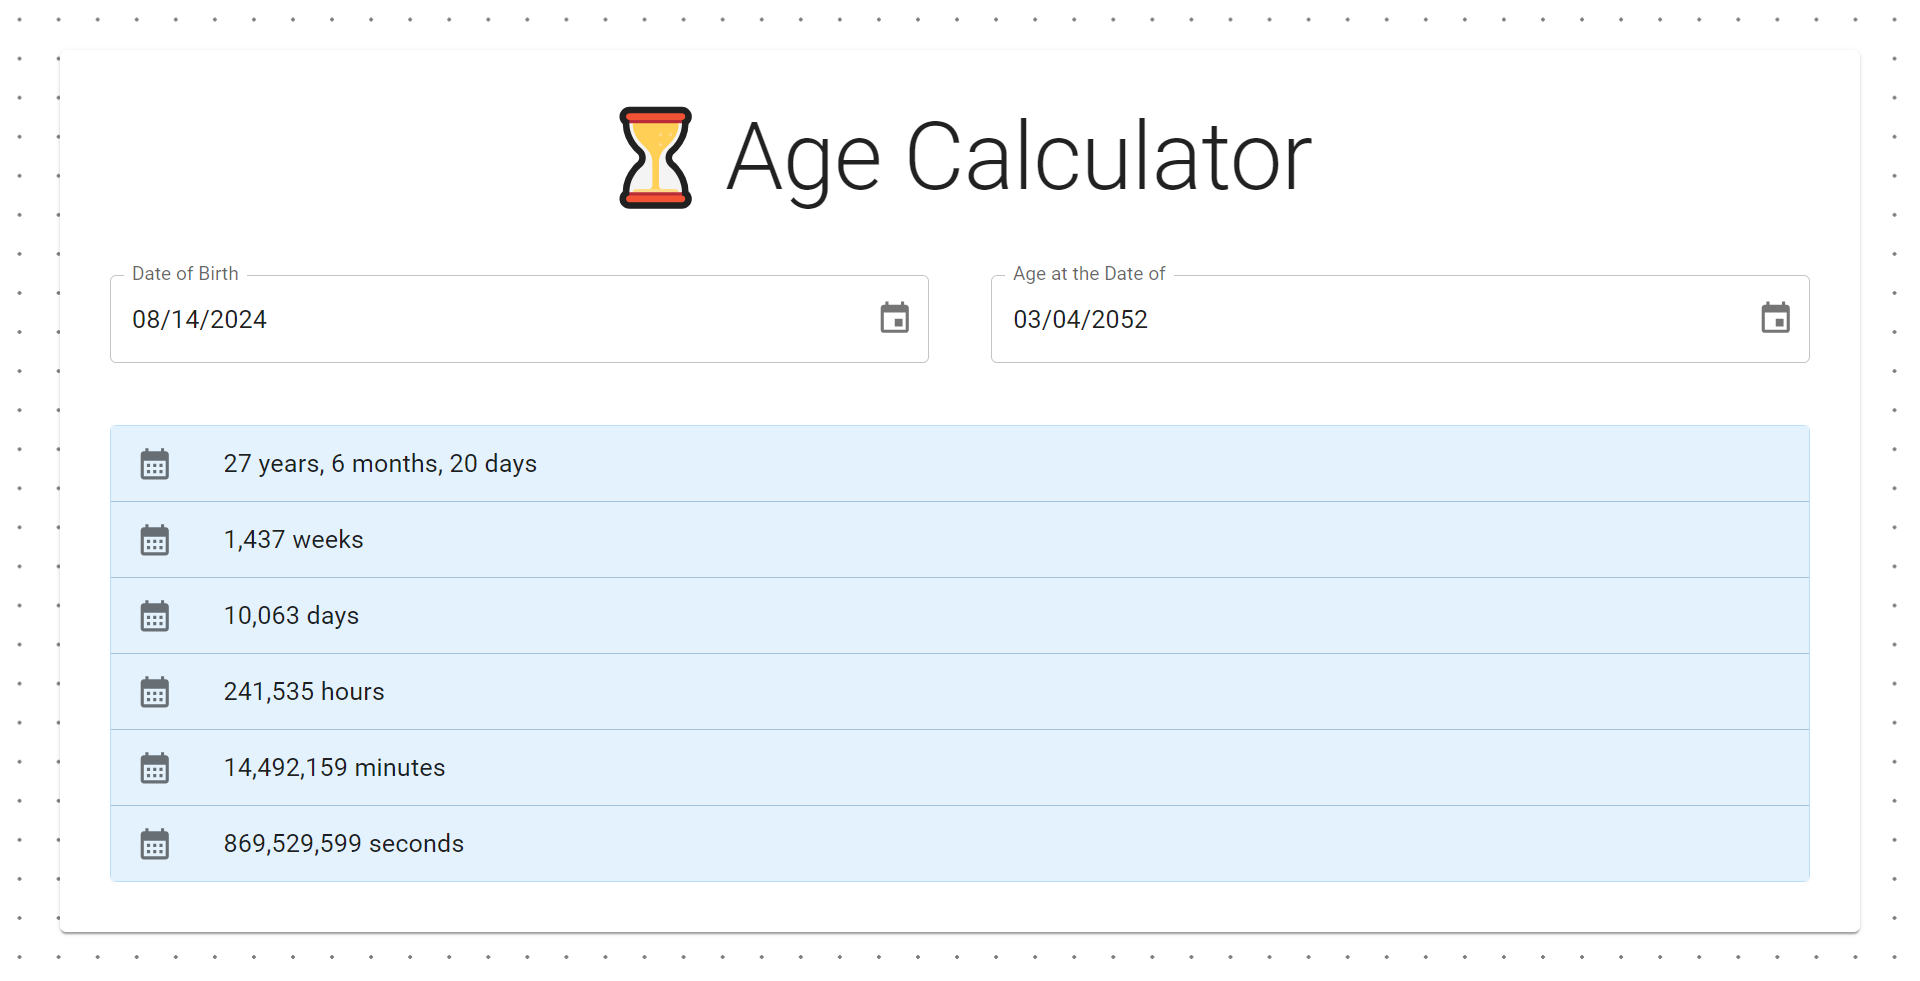 Age Calculator
Date of Birth
08/14/2024
Age at the Date of
03/04/2052
27 years, 6 months, 20 days
1,437 weeks
10,063 days
241,535 hours
14,492,159 minutes
869,529,599 seconds